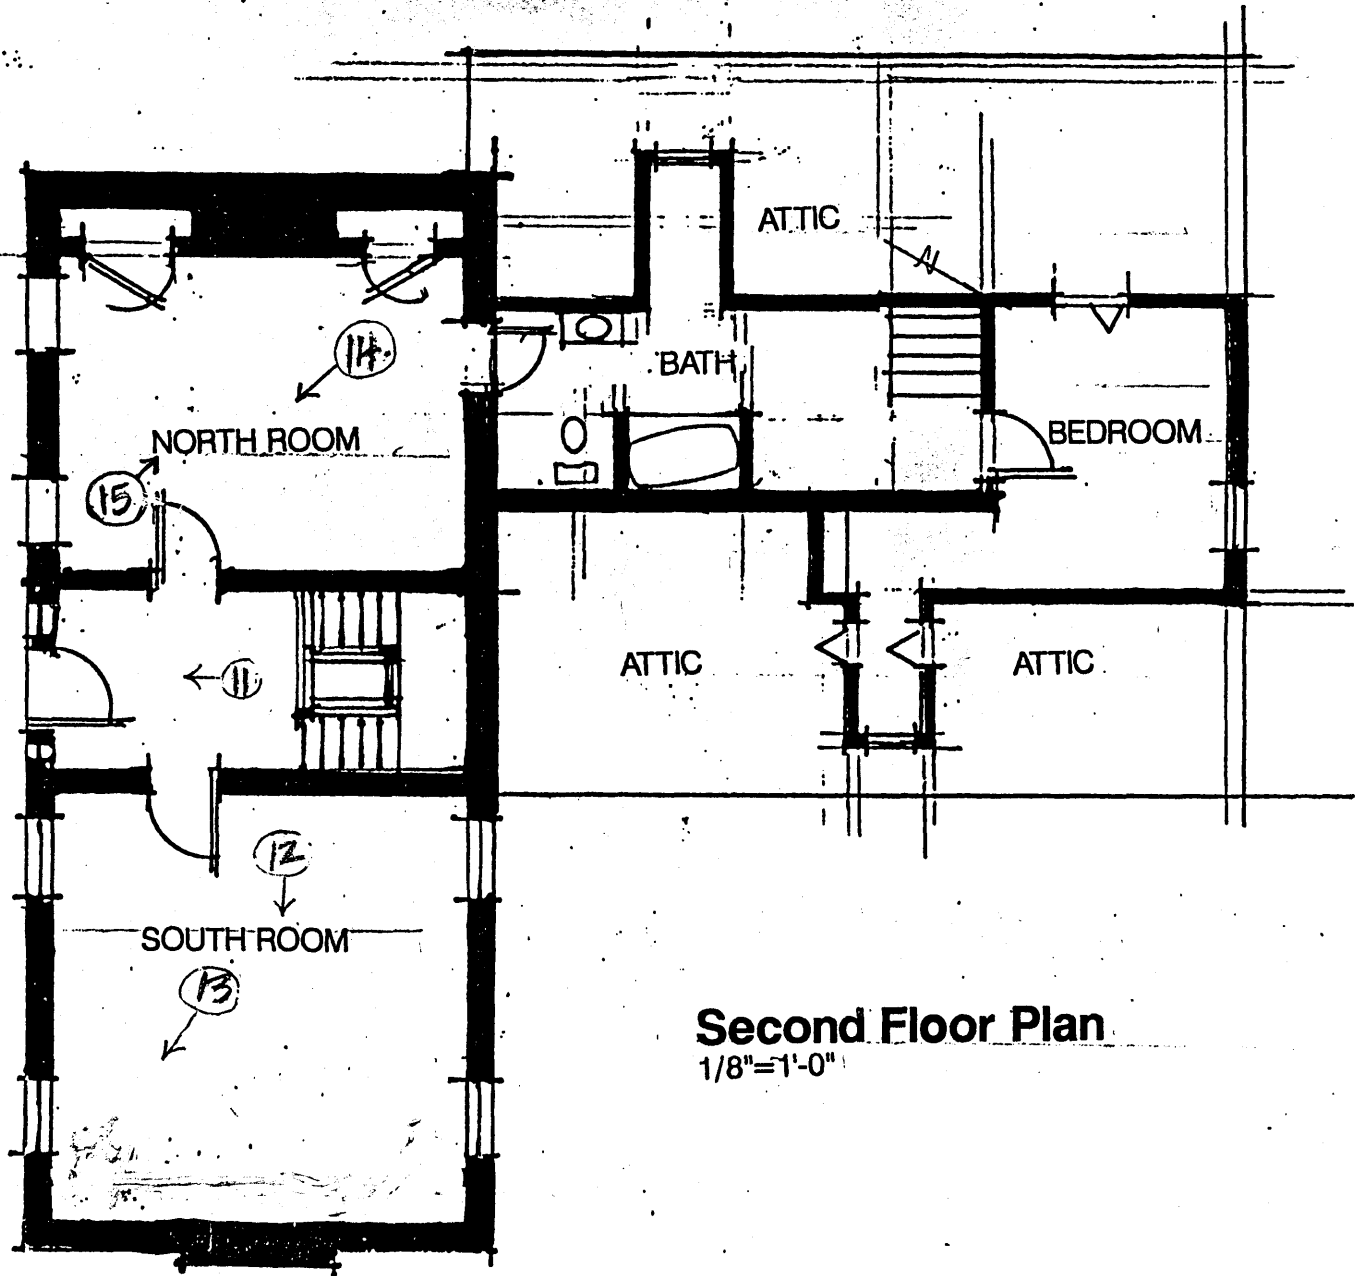 ATTIC
14
BATH
NORTH ROOM
BEDROOM
15
ATTIC
ATTIC
11
12
SOUTH ROOM
13
Second Floor Plan
1/8"=1'-0"